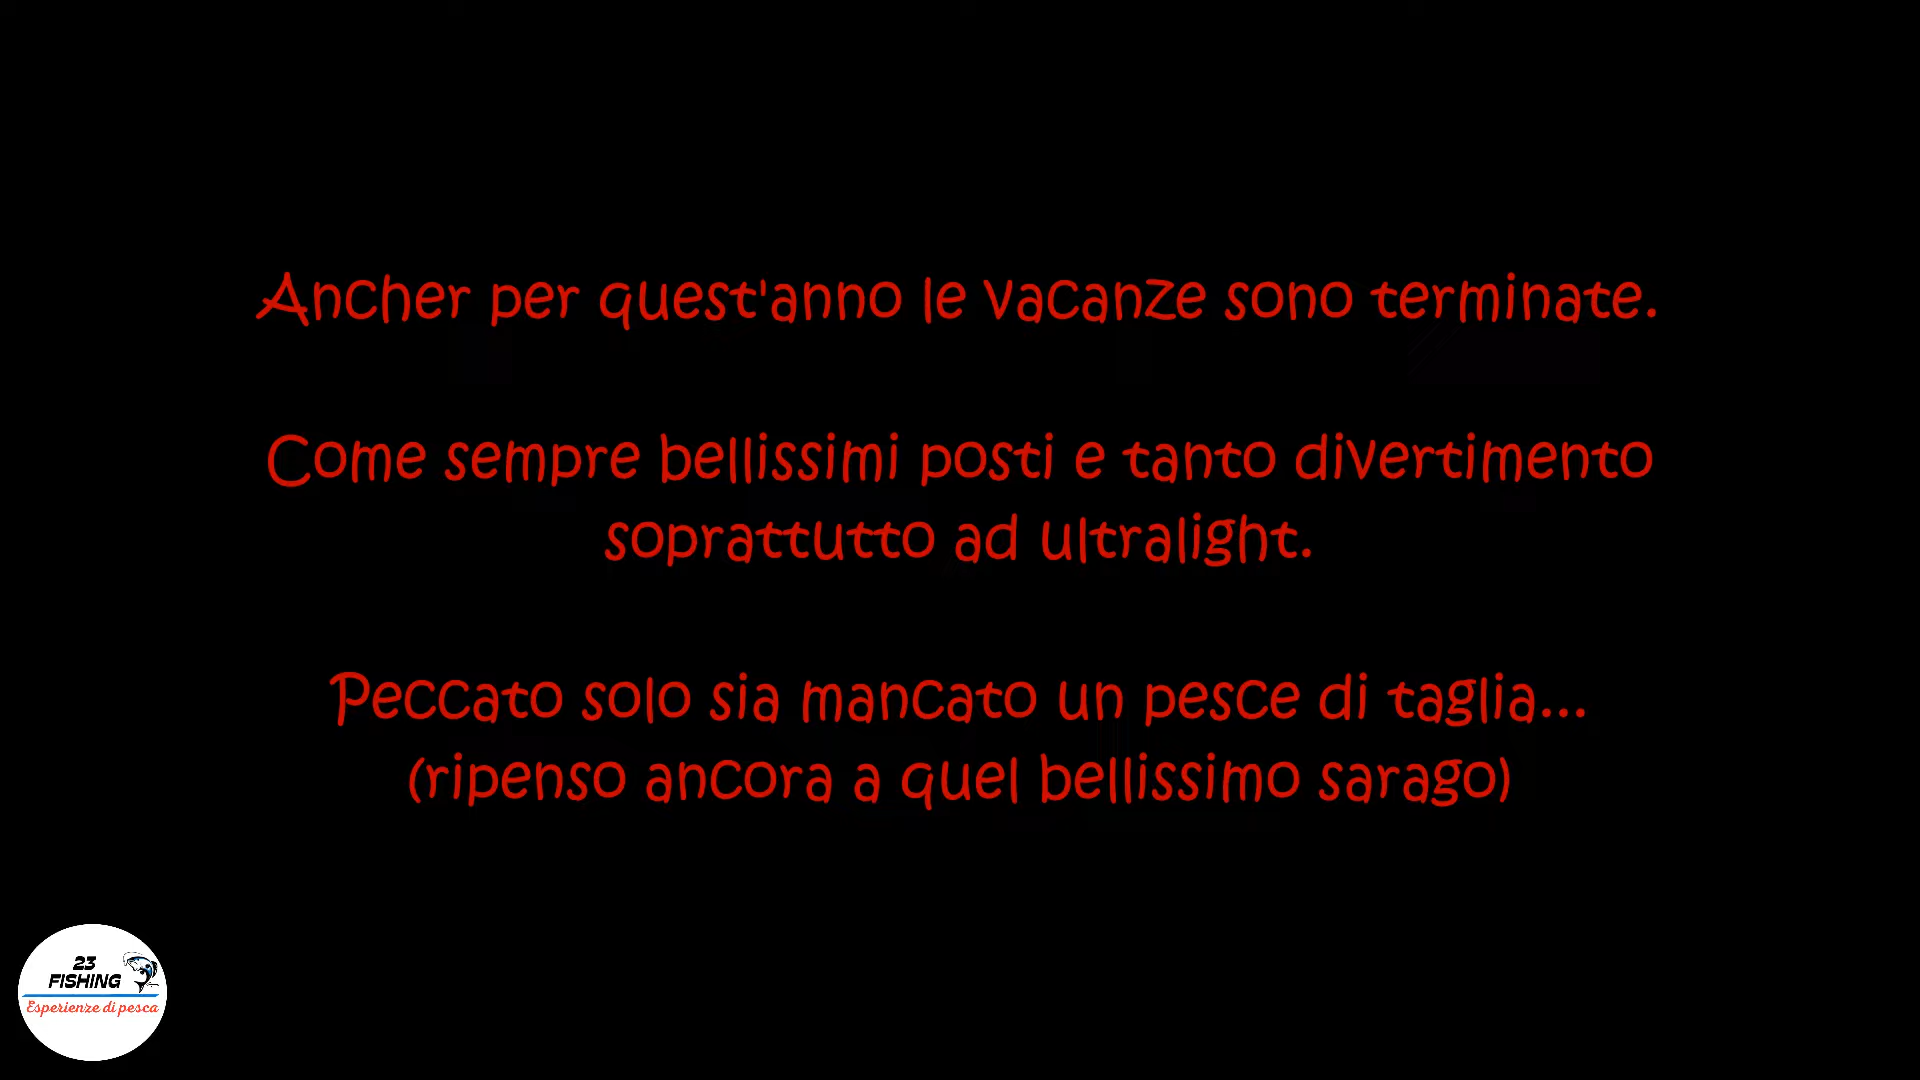 Ancher per quest'anno le vacanze sono terminate.
Come sempre bellissimi posti e tanto divertimento
soprattutto ad ultralight.
Peccato solo sia mancato un pesce di taglia...
(ripenso ancora a quel bellissimo sarago)
23
FISHING
Esperienze di pesca